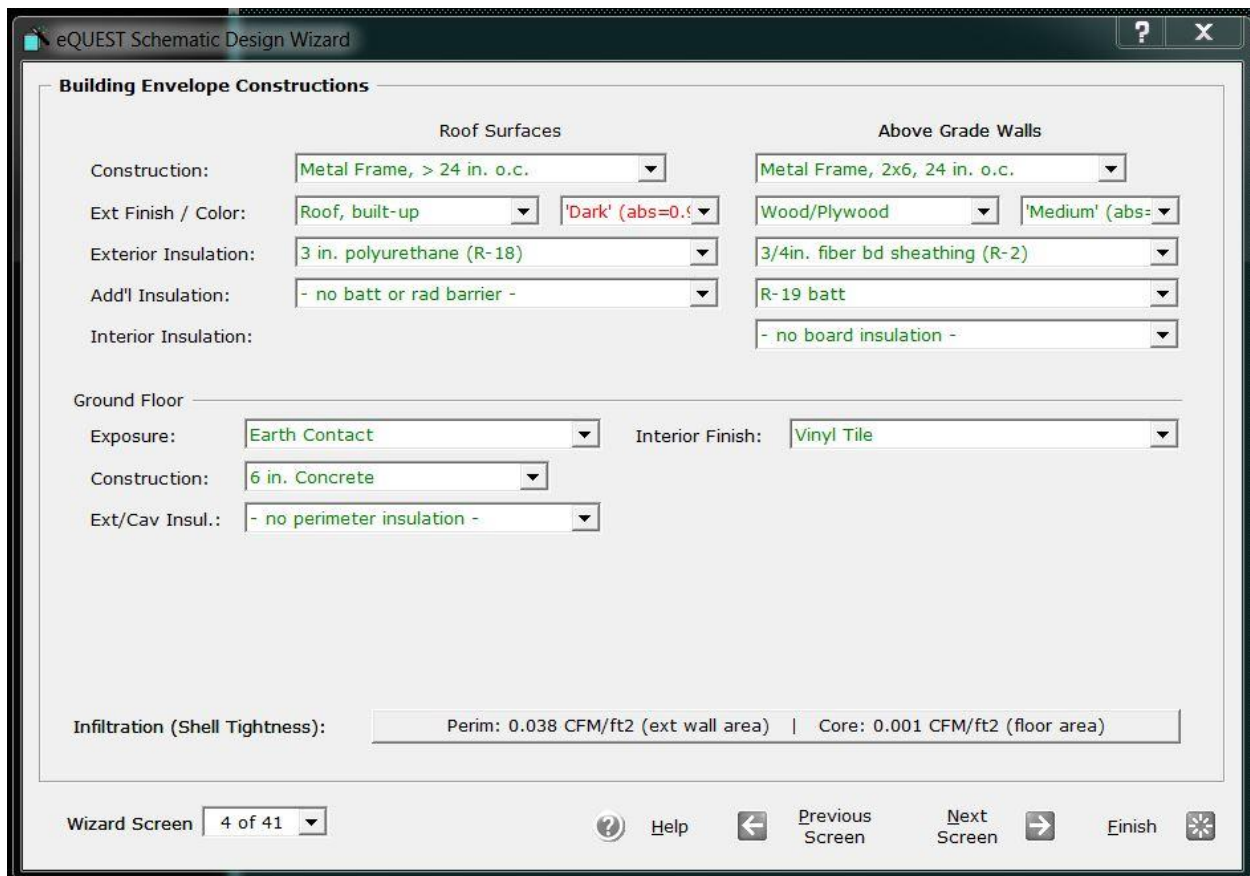 eQUEST Schematic Design Wizard
? X
Building Envelope Constructions
Roof Surfaces Above Grade Walls
Construction: Metal Frame, > 24 in. o.c. Metal Frame, 2x6, 24 in. o.c.
Ext Finish / Color: Roof, built-up 'Dark' (abs=0.9 Wood/Plywood 'Medium' (abs=
Exterior Insulation: 3 in. polyurethane (R-18) 3/4in. fiber bd sheathing (R-2)
Add'l Insulation: - no batt or rad barrier - R-19 batt
Interior Insulation: - no board insulation -
Ground Floor
Exposure: Earth Contact Interior Finish: Vinyl Tile
Construction: 6 in. Concrete
Ext/Cav Insul.: - no perimeter insulation -
Infiltration (Shell Tightness): Perim: 0.038 CFM/ft2 (ext wall area) | Core: 0.001 CFM/ft2 (floor area)
Wizard Screen 4 of 41 ? Help Previous Screen Next Screen Finish